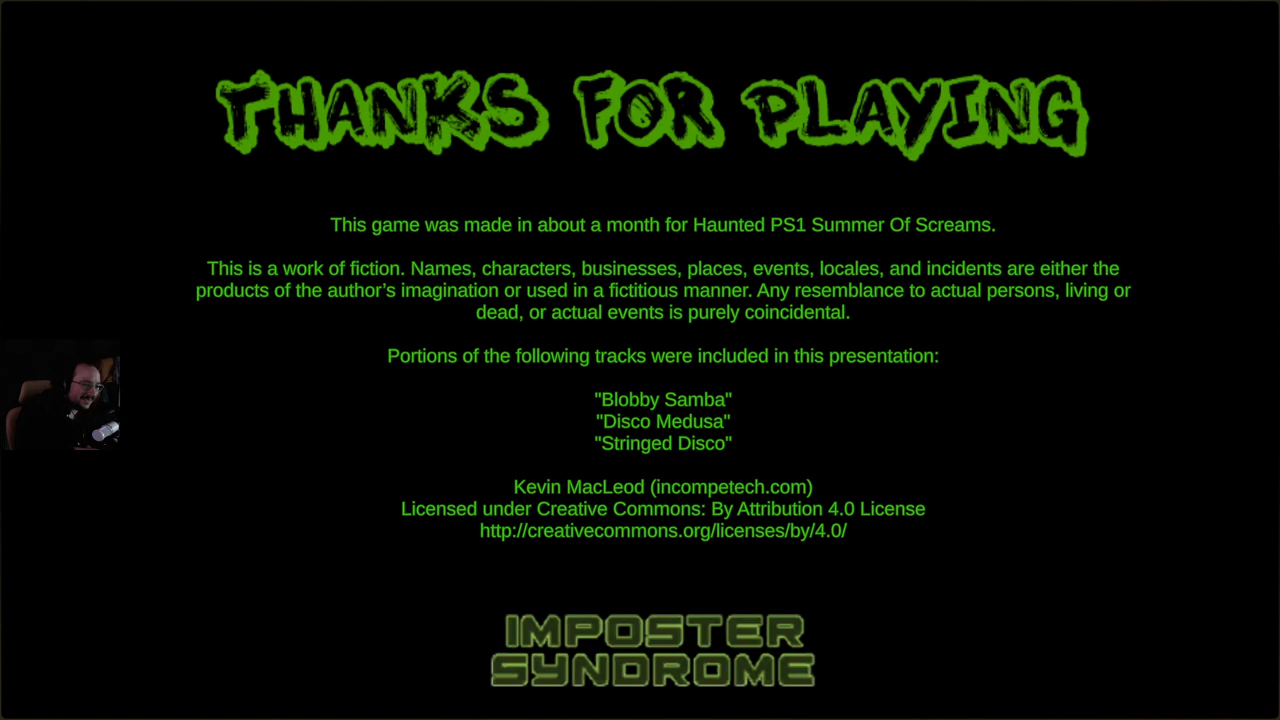 THANKS FOR PLAYING
This game was made in about a month for Haunted PS1 Summer Of Screams.
This is a work of fiction. Names, characters, businesses, places, events, locales, and incidents are either the
products of the author’s imagination or used in a fictitious manner. Any resemblance to actual persons, living or
dead, or actual events is purely coincidental.
Portions of the following tracks were included in this presentation:
"Blobby Samba"
"Disco Medusa"
"Stringed Disco"
Kevin MacLeod (incompetech.com)
Licensed under Creative Commons: By Attribution 4.0 License
http://creativecommons.org/licenses/by/4.0/
IMPOSTER
SYNDROME